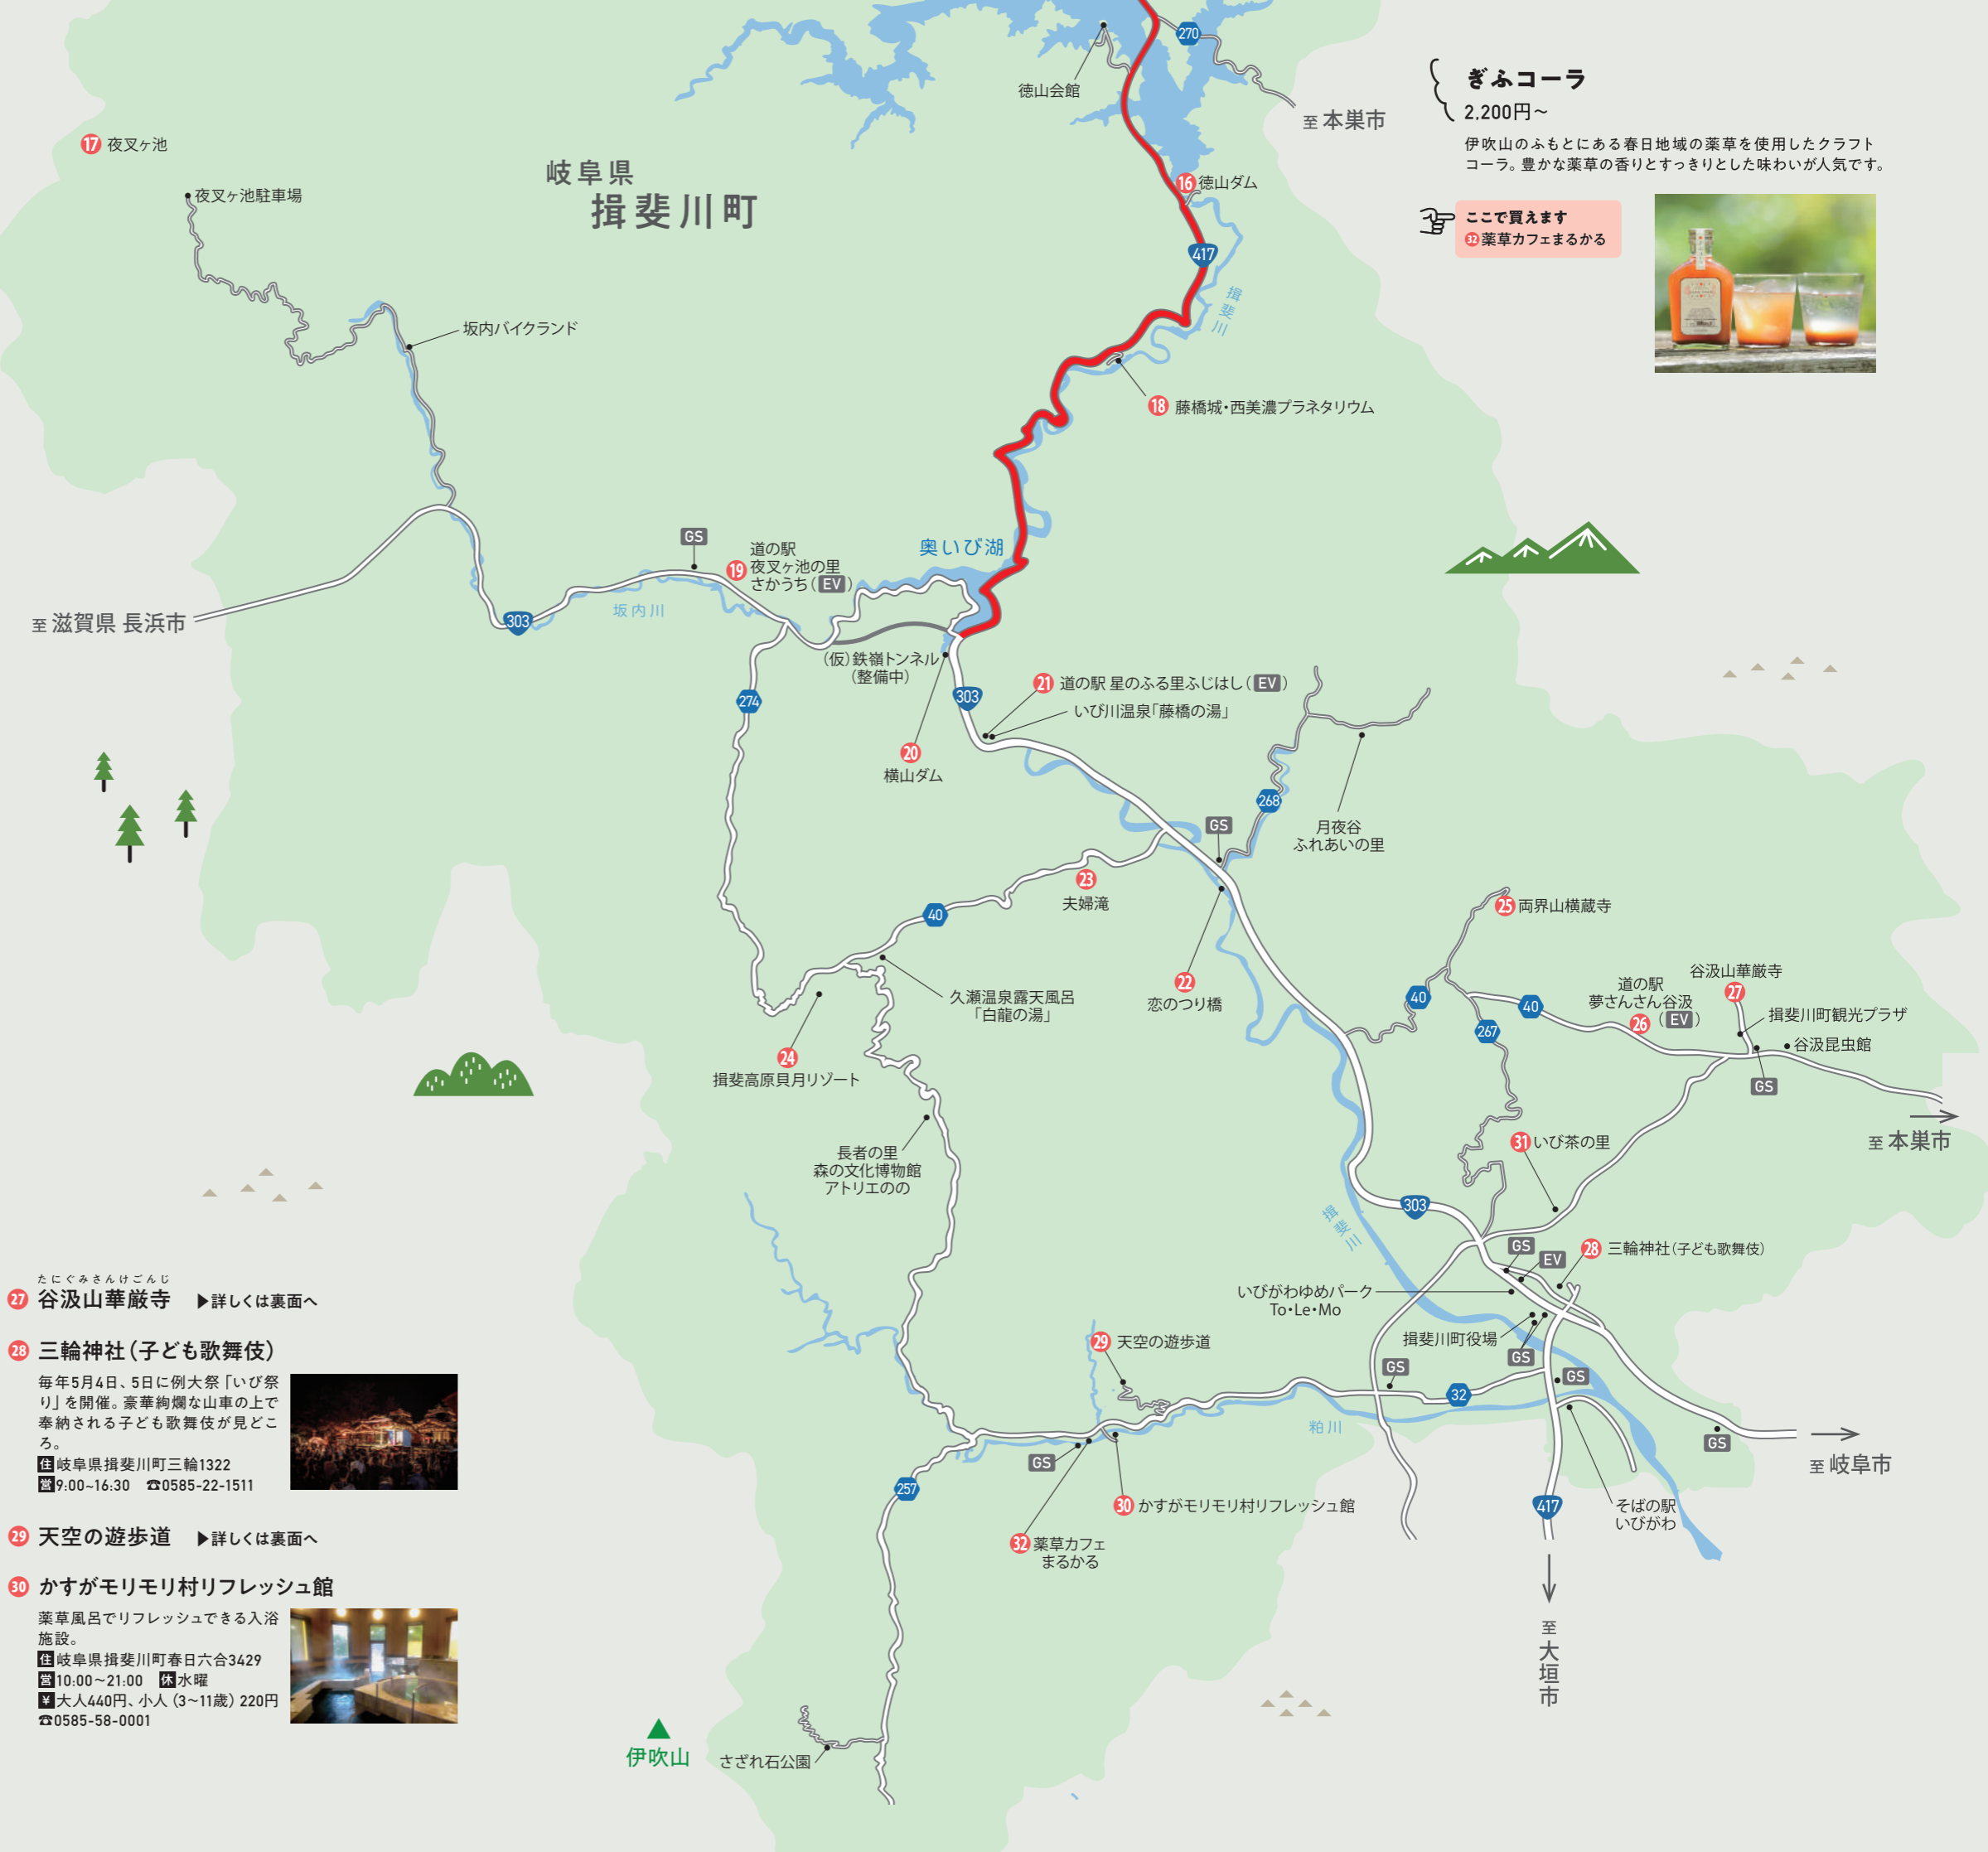 270
徳山会館
至 本巣市
ぎふコーラ
2,200円〜
伊吹山のふもとにある春日地域の薬草を使用したクラフト
コーラ。豊かな薬草の香りとすっきりとした味わいが人気です。
ここで買えます
32 薬草カフェまるかる
17 夜叉ヶ池
夜叉ヶ池駐車場
岐阜県
揖斐川町
16 徳山ダム
417
揖斐川
坂内バイクランド
18 藤橋城・西美濃プラネタリウム
GS
19 道の駅
夜叉ヶ池の里
さかうち(EV)
奥いび湖
坂内川
303
至 滋賀県 長浜市
(仮)鉄嶺トンネル
(整備中)
274
303
21 道の駅 星のふる里ふじはし(EV)
いび川温泉「藤橋の湯」
20
横山ダム
268
GS
月夜谷
ふれあいの里
23
夫婦滝
40
25 両界山横蔵寺
22
恋のつり橋
久瀬温泉露天風呂
「白龍の湯」
24
揖斐高原貝月リゾート
40
267
40
道の駅
夢さんさん谷汲
26 (EV)
谷汲山華厳寺
27
揖斐川町観光プラザ
谷汲昆虫館
GS
至 本巣市
長者の里
森の文化博物館
アトリエのの
31 いび茶の里
303
揖斐川
GS
EV
28 三輪神社(子ども歌舞伎)
いびがわゆめパーク
To・Le・Mo
揖斐川町役場
GS
29 天空の遊歩道
GS
32
GS
粕川
GS
至 岐阜市
GS
257
30 かすがモリモリ村リフレッシュ館
32 薬草カフェ
まるかる
417
そばの駅
いびがわ
至
大垣市
伊吹山
さざれ石公園
たにぐみさんけごんじ
27 谷汲山華厳寺 ▶詳しくは裏面へ
28 三輪神社(子ども歌舞伎)
毎年5月4日、5日に例大祭「いび祭
り」を開催。豪華絢爛な山車の上で
奉納される子ども歌舞伎が見どこ
ろ。
住 岐阜県揖斐川町三輪1322
営 9:00~16:30 ☎0585-22-1511
29 天空の遊歩道 ▶詳しくは裏面へ
30 かすがモリモリ村リフレッシュ館
薬草風呂でリフレッシュできる入浴
施設。
住 岐阜県揖斐川町春日六合3429
営 10:00〜21:00 休 水曜
¥ 大人440円、小人(3〜11歳)220円
☎0585-58-0001